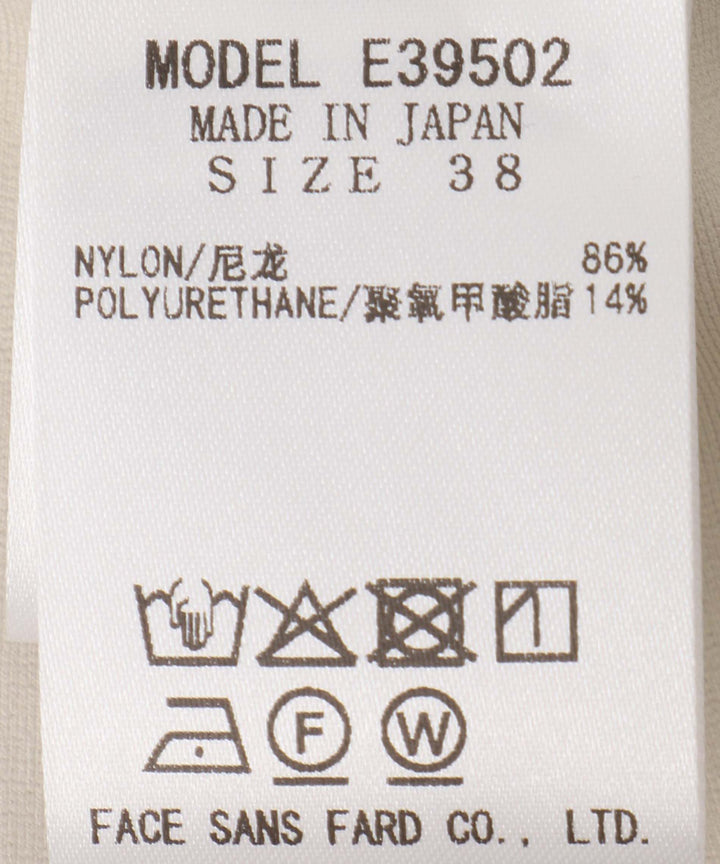 MODEL E39502
MADE IN JAPAN
SIZE 38
NYLON/尼龙 86%
POLYURETHANE/聚氨甲酸脂 14%
F W
FACE SANS FARD CO., LTD.